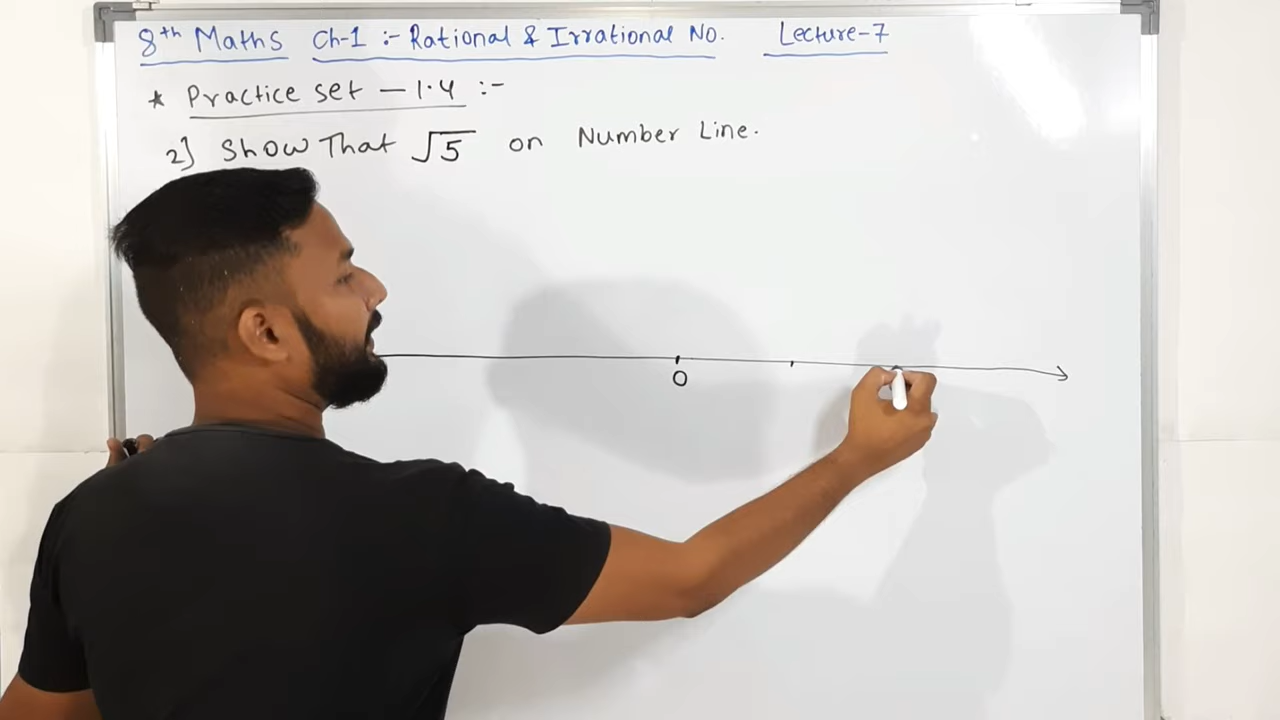 8th Maths Ch-1 :- Rational & Irrational No. Lecture-7
* Practice set - 1.4 :-
2] Show That √5 on Number Line.
0